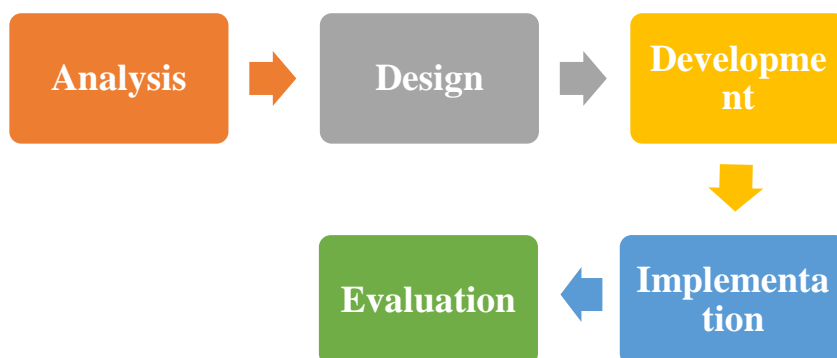 Analysis
Design
Developme
nt
Implementa
tion
Evaluation